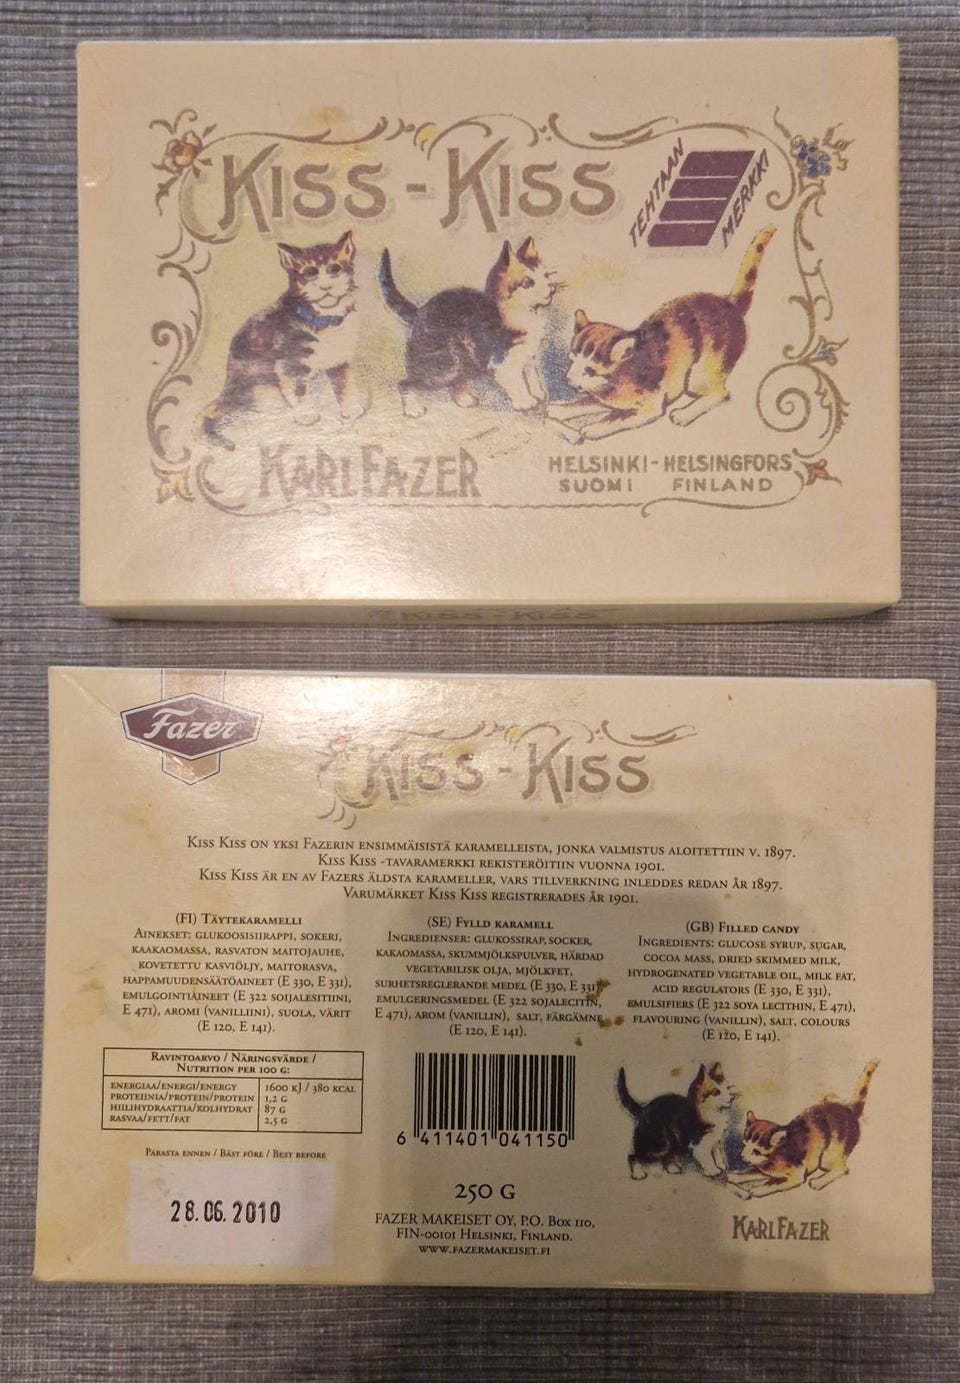 KISS-KISS
TEHTAAN
MERKKI
KARL FAZER
HELSINKI-HELSINGFORS
SUOMI FINLAND
KISS-KISS
Fazer
KISS-KISS
KISS KISS ON YKSI FAZERIN ENSIMMÄISISTÄ KARAMELLEISTA, JONKA VALMISTUS ALOITETTIIN V. 1897.
KISS KISS -TAVARAMERKKI REKISTERÖITIIN VUONNA 1901.
KISS KISS ÄR EN AV FAZERS ÄLDSTA KARAMELLER, VARS TILLVERKNING INLEDDES REDAN ÅR 1897.
VARUMÄRKET KISS KISS REGISTRERADES ÅR 1901.
(FI) TÄYTEKARAMELLI
AINEKSET: GLUKOOSISIIRAPPI, SOKERI,
KAAKAOMASSA, RASVATON MAITOJAUHE,
KOVETETTU KASVIÖLJY, MAITORASVA,
HAPPAMUUDENSÄÄTÖAINEET (E 330, E 331),
EMULGOINTIAINEET (E 322 SOIJALESITIINI,
E 471), AROMI (VANILLIINI), SUOLA, VÄRIT
(E 120, E 141).
(SE) FYLLD KARAMELL
INGREDIENSER: GLUKOSSIRAP, SOCKER,
KAKAOMASSA, SKUMMJÖLKSPULVER, HÄRDAD
VEGETABILISK OLJA, MJÖLKFET,
SURHETSREGLERANDE MEDEL (E 330, E 331)
EMULGERINGSMEDEL (E 322 SOJALECITIN,
E 471), AROM (VANILLIN), SALT, FÄRGÄMNE
(E 120, E 141).
(GB) FILLED CANDY
INGREDIENTS: GLUCOSE SYRUP, SUGAR,
COCOA MASS, DRIED SKIMMED MILK,
HYDROGENATED VEGETABLE OIL, MILK FAT,
ACID REGULATORS (E 330, E 331),
EMULSIFIERS (E 322 SOYA LECITHIN, E 471),
FLAVOURING (VANILLIN), SALT, COLOURS
(E 120, E 141).
RAVINTOARVO / NÄRINGSVÄRDE /
NUTRITION PER 100 G:
ENERGIAA/ENERGI/ENERGY 1600 KJ / 380 KCAL
PROTEIINIA/PROTEIN/PROTEIN 1,2 G
HIILIHYDRAATTIA/KOLHYDRAT 87 G
RASVAA/FETT/FAT 2,5 G
PARASTA ENNEN / BÄST FÖRE / BEST BEFORE
28.06.2010
6 411401 041150
250 G
FAZER MAKEISET OY, P.O. BOX 110,
FIN-00101 HELSINKI, FINLAND.
WWW.FAZERMAKEISET.FI
KARL FAZER